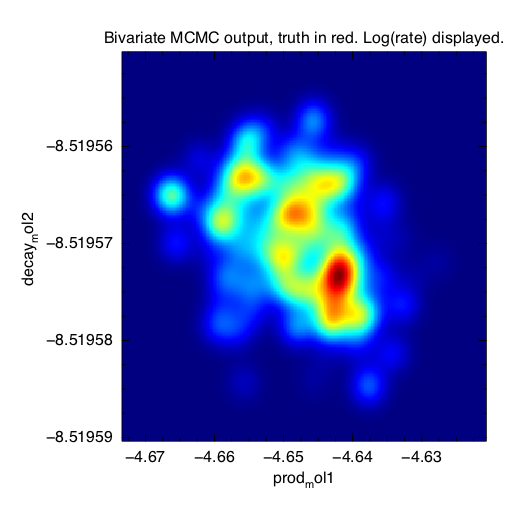 Bivariate MCMC output, truth in red. Log(rate) displayed.
-8.51956
-8.51957
-8.51958
-8.51959
decay_mol2
-4.67 -4.66 -4.65 -4.64 -4.63
prod_mol1